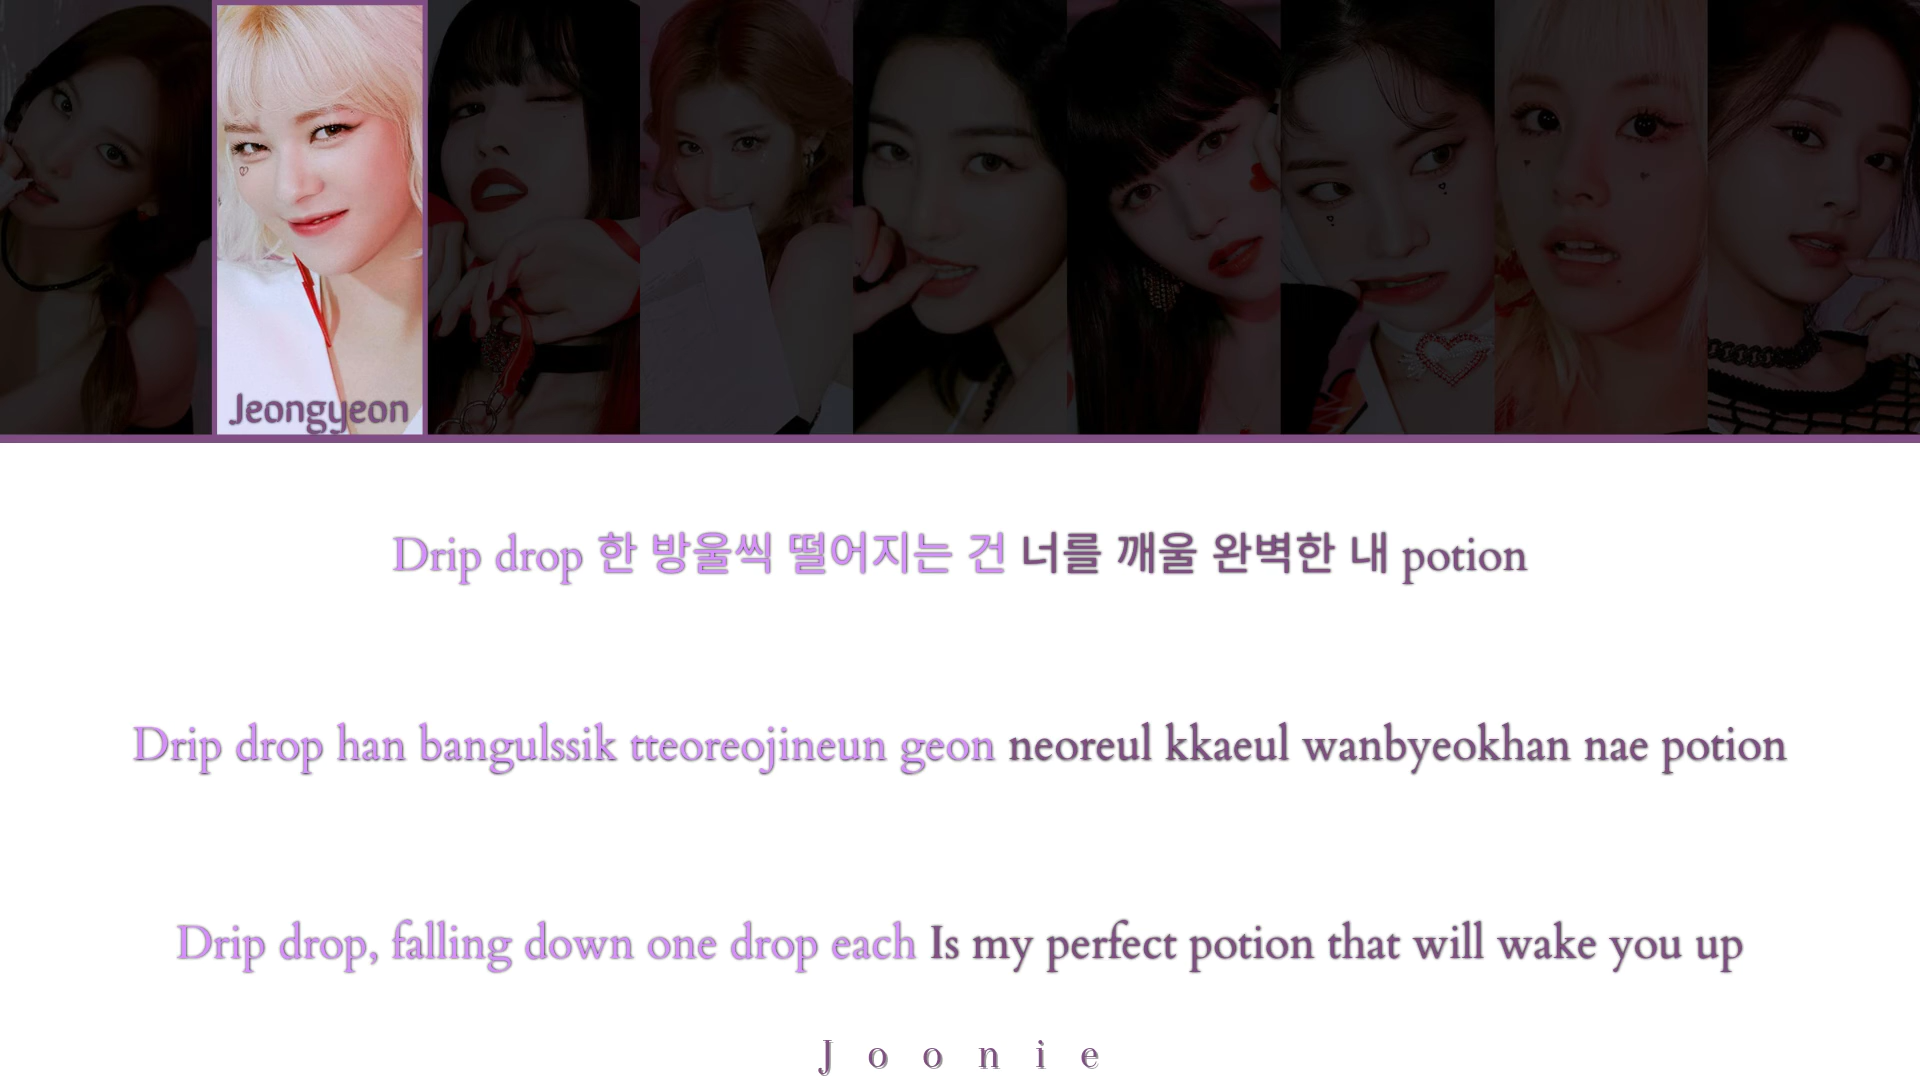 Jeongyeon
Drip drop 한 방울씩 떨어지는 건 너를 깨울 완벽한 내 potion
Drip drop han bangulssik tteoreojineun geon neoreul kkaeul wanbyeokhan nae potion
Drip drop, falling down one drop each Is my perfect potion that will wake you up
Joonie